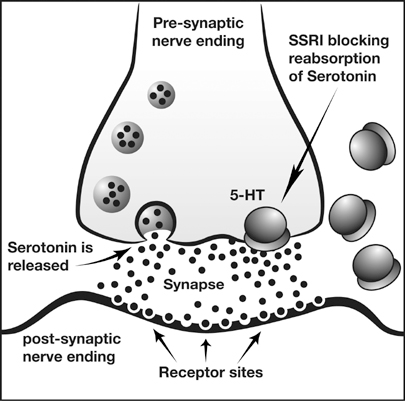 Pre-synaptic
nerve ending
SSRI blocking
reabsorption
of Serotonin
5-HT
Serotonin is
released
Synapse
post-synaptic
nerve ending
Receptor sites